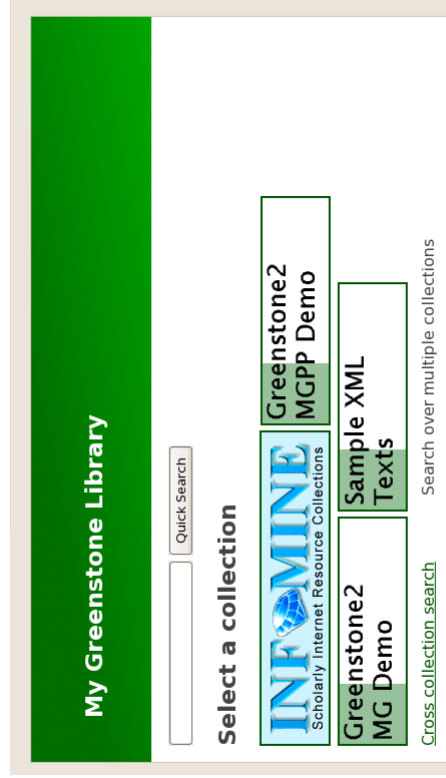 My Greenstone Library
Quick Search
Select a collection
INFOMINE
Scholarly Internet Resource Collections
Greenstone2
MGPP Demo
Greenstone2
MG Demo
Sample XML
Texts
Cross collection search Search over multiple collections